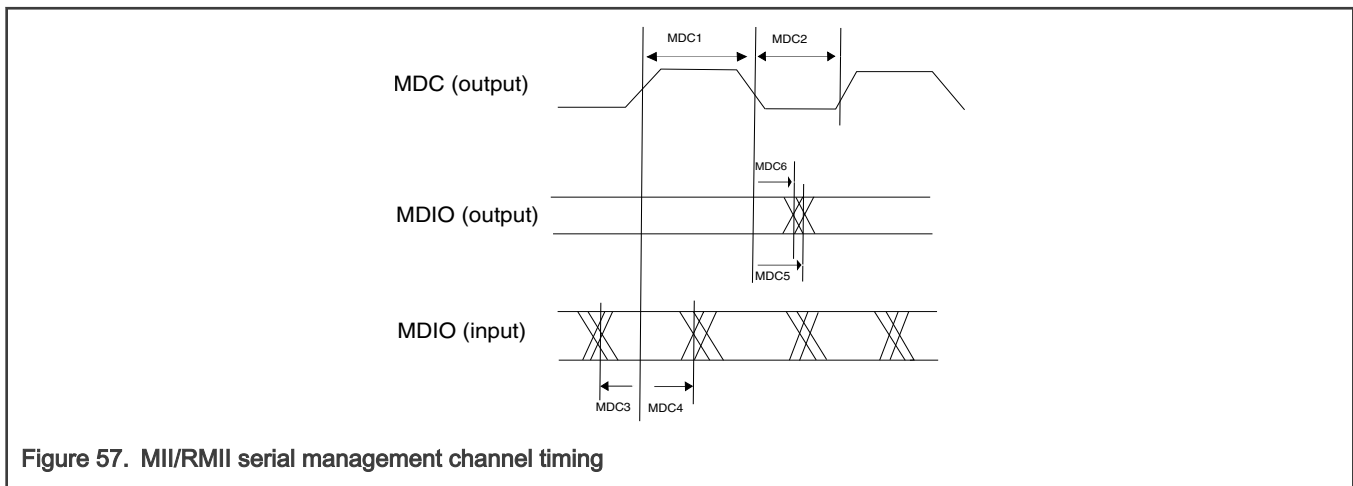 MDC1
MDC2
MDC (output)
MDC6
MDIO (output)
MDC5
MDIO (input)
MDC3
MDC4
Figure 57. MII/RMII serial management channel timing